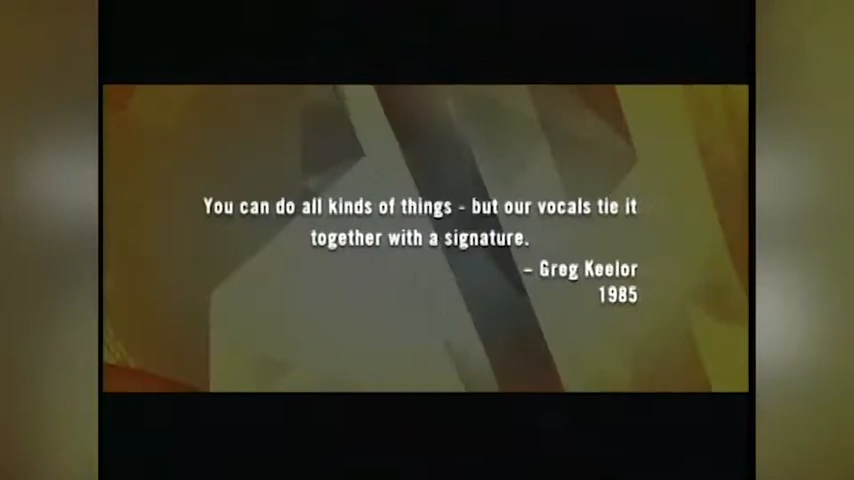 You can do all kinds of things - but our vocals tie it
together with a signature.
- Greg Keelor
1985